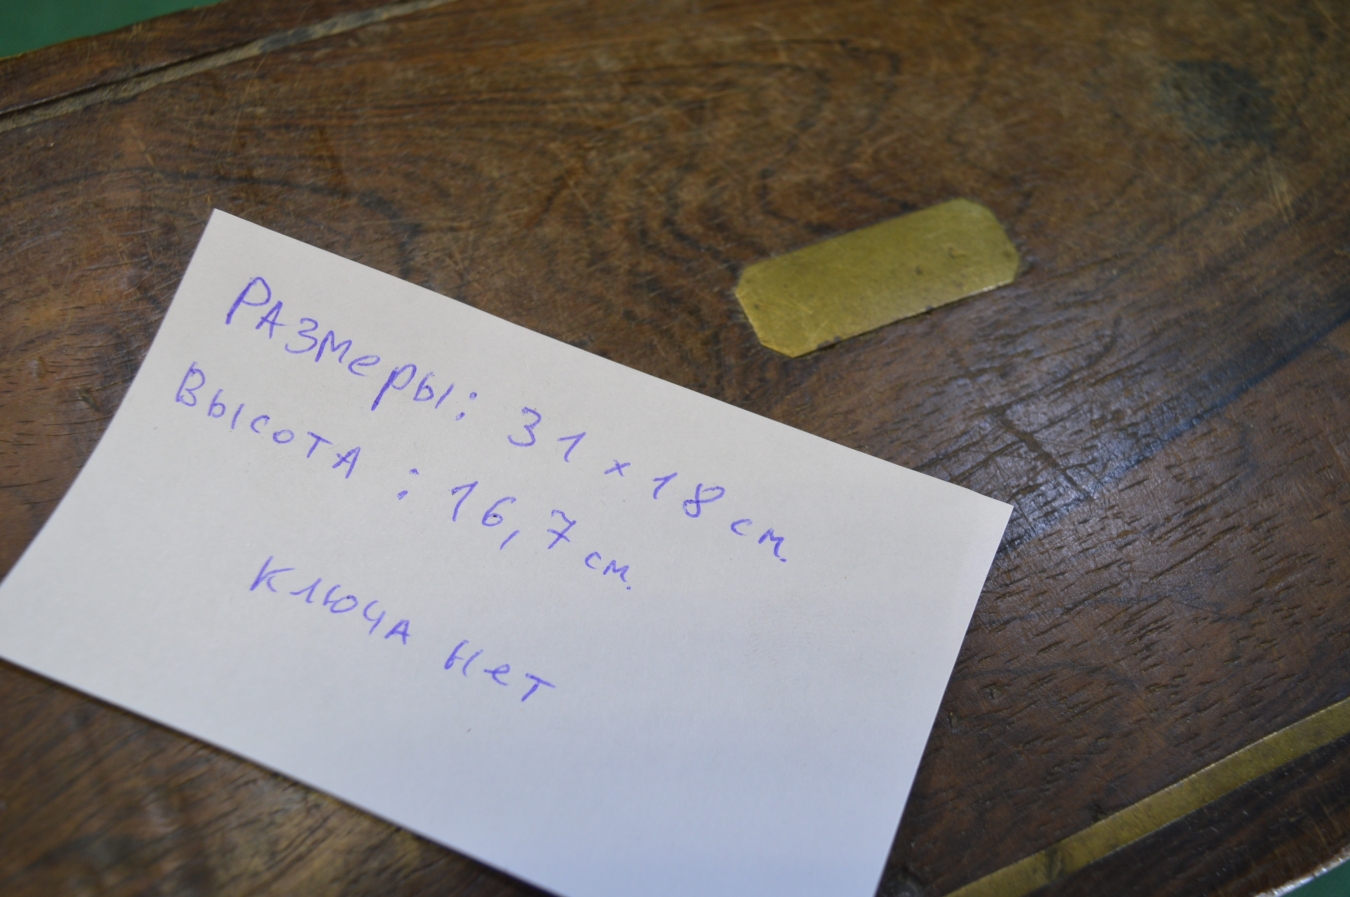 Размеры: 31 x 18 см.
Высота : 16,7 см.
Ключа нет